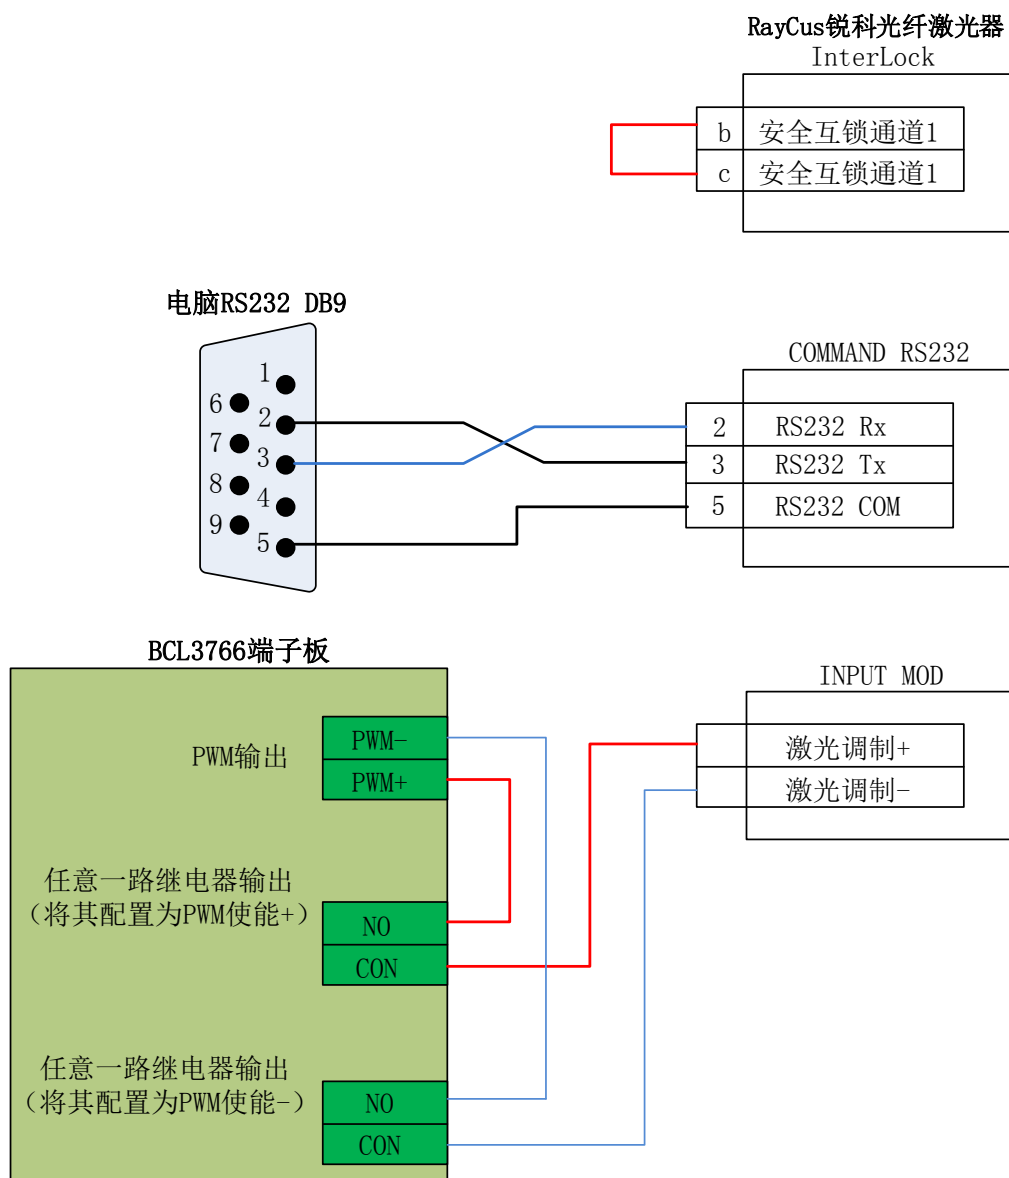 RayCus锐科光纤激光器
InterLock
b 安全互锁通道1
c 安全互锁通道1
电脑RS232 DB9
1
6
2
7
3
8
4
9
5
COMMAND RS232
2 RS232 Rx
3 RS232 Tx
5 RS232 COM
BCL3766端子板
PWM输出
PWM-
PWM+
任意一路继电器输出
（将其配置为PWM使能+）
NO
CON
任意一路继电器输出
（将其配置为PWM使能-）
NO
CON
INPUT MOD
激光调制+
激光调制-